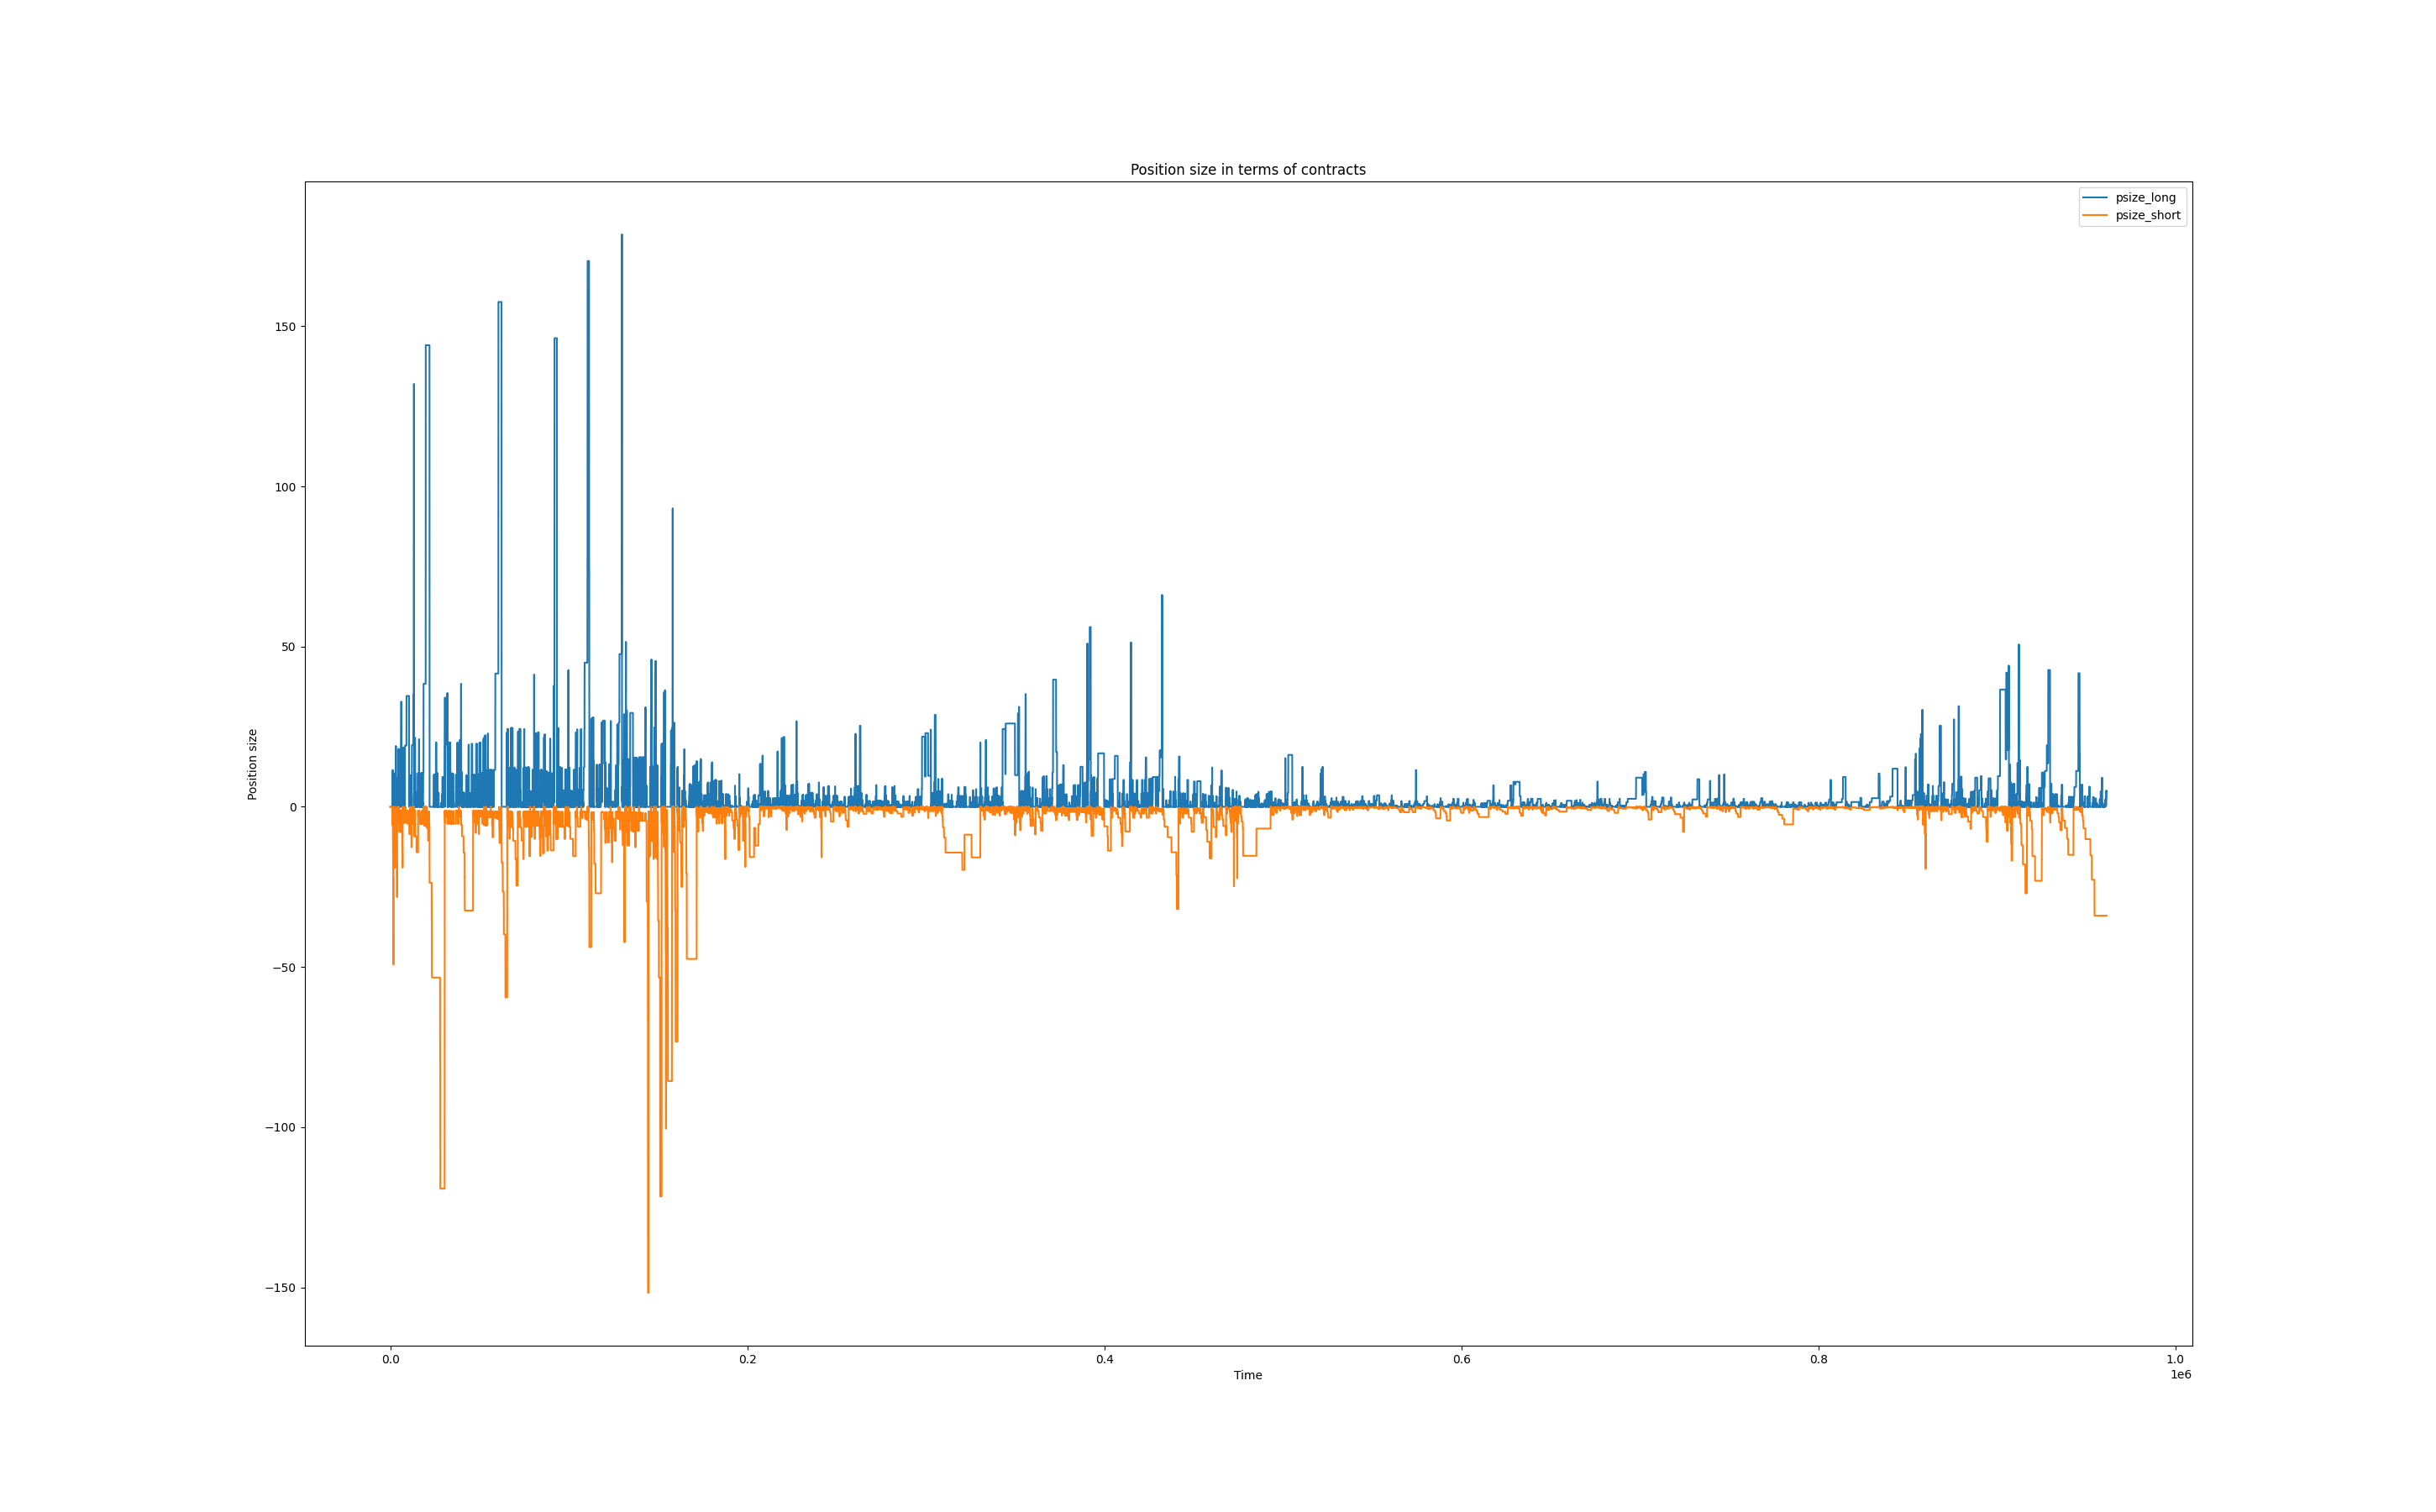 Position size in terms of contracts
psize_long
psize_short
Position size
150
100
50
0
−50
−100
−150
0.0
0.2
0.4
0.6
0.8
1.0
1e6
Time